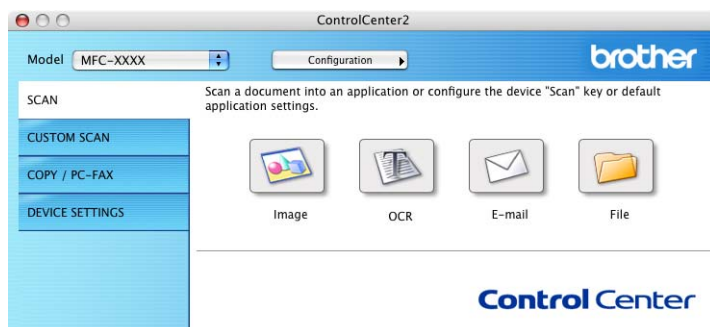 ControlCenter2
Model MFC-XXXX Configuration brother
SCAN
Scan a document into an application or configure the device "Scan" key or default
application settings.
CUSTOM SCAN
COPY / PC-FAX
DEVICE SETTINGS
Image OCR E-mail File
Control Center